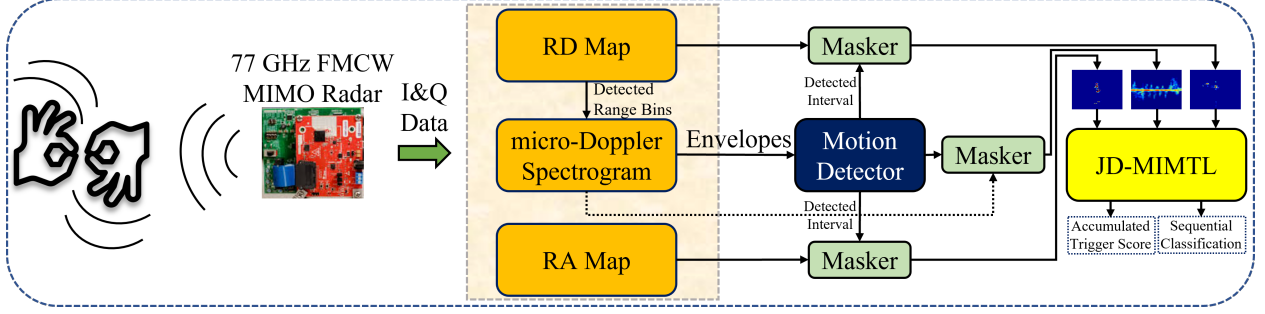 77 GHz FMCW
MIMO Radar
I&Q
Data
RD Map
Detected
Range Bins
micro-Doppler
Spectrogram
RA Map
Envelopes
Masker
Detected
Interval
Motion
Detector
Masker
Detected
Interval
Masker
JD-MIMTL
Accumulated
Trigger Score
Sequential
Classification